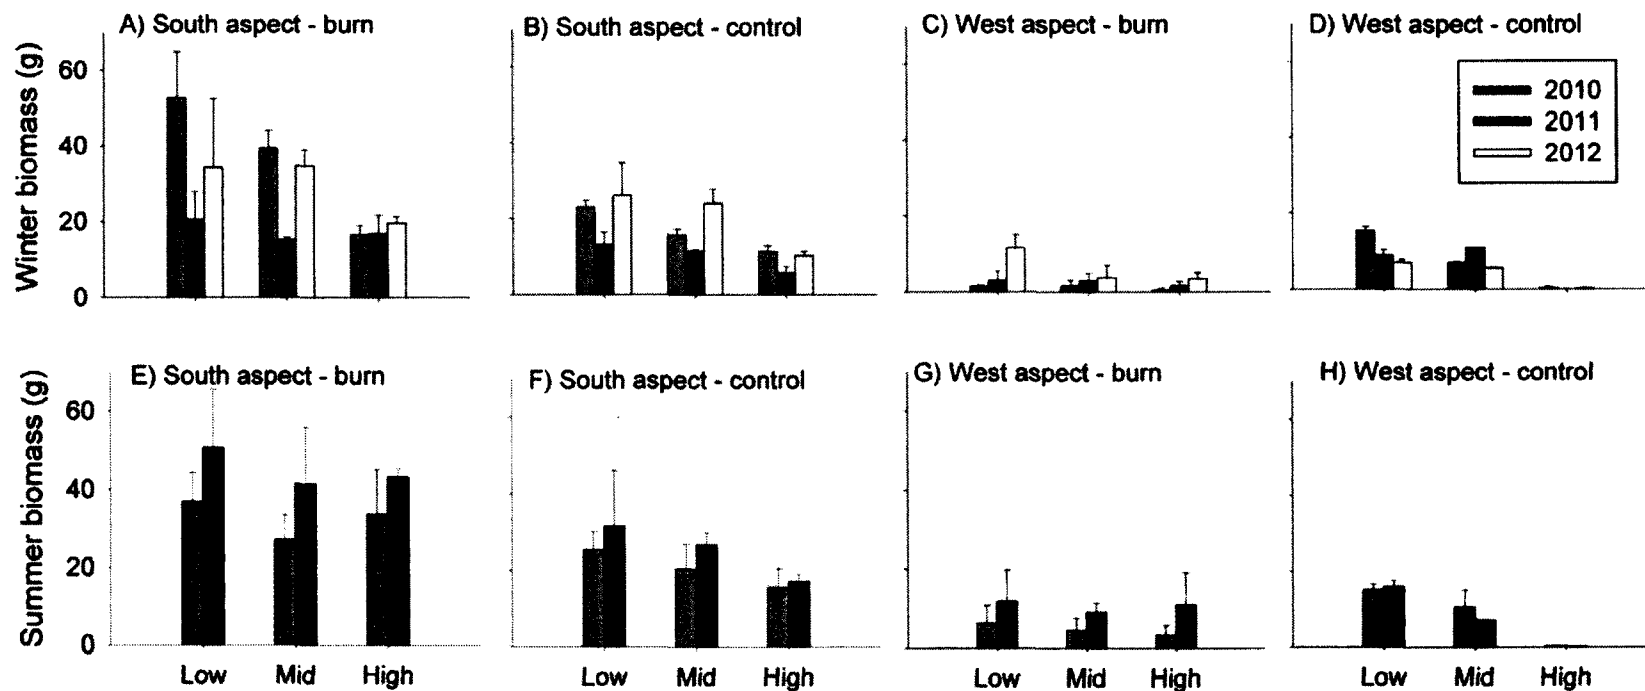 A) South aspect - burn
B) South aspect - control
C) West aspect - burn
D) West aspect - control
Winter biomass (g)
60
40
20
0
2010
2011
2012
E) South aspect - burn
F) South aspect - control
G) West aspect - burn
H) West aspect - control
Summer biomass (g)
60
40
20
0
Low Mid High
Low Mid High
Low Mid High
Low Mid High